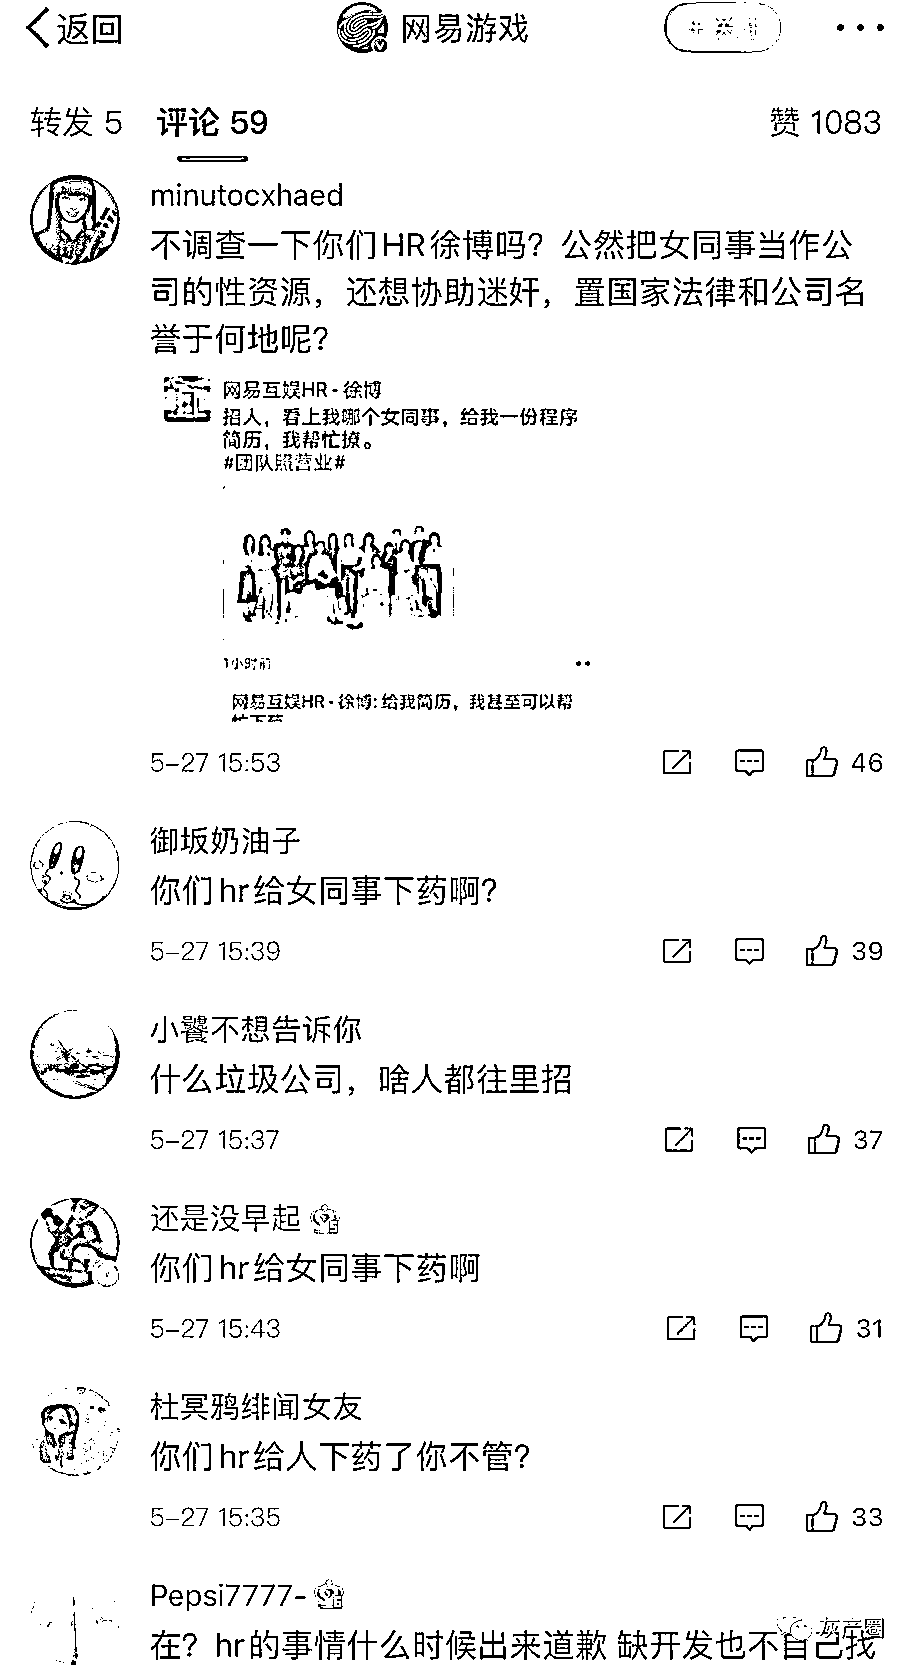 返回
网易游戏
转发 5 评论 59 赞 1083
minutocxhaed
不调查一下你们HR徐博吗？公然把女同事当作公
司的性资源，还想协助迷奸，置国家法律和公司名
誉于何地呢？
网易互娱HR-徐博
招人，看上我哪个女同事，给我一份程序
简历，我帮忙撩。
#团队照营业#
1小时前
网易互娱HR-徐博：给我简历，我甚至可以帮
忙下药
5-27 15:53 46
御坂奶油子
你们hr给女同事下药啊？
5-27 15:39 39
小饕不想告诉你
什么垃圾公司，啥人都往里招
5-27 15:37 37
还是没早起
你们hr给女同事下药啊
5-27 15:43 31
杜冥鸦绯闻女友
你们hr给人下药了你不管？
5-27 15:35 33
Pepsi7777-
在？hr的事情什么时候出来道歉 缺开发也不自己找
灰产圈